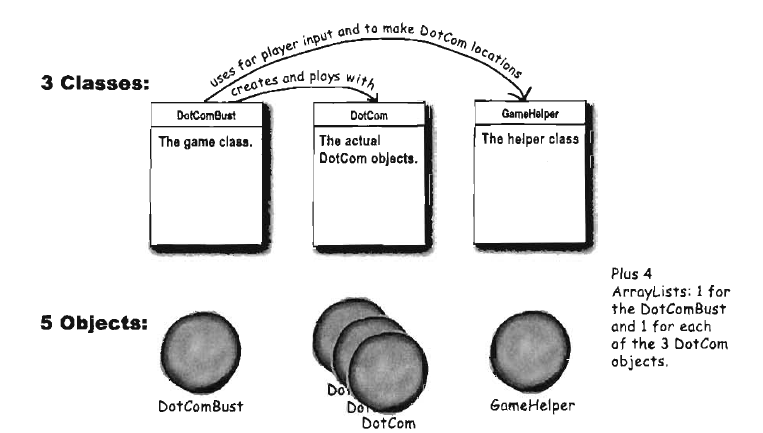 uses for player input and to make DotCom locations
creates and plays with
3 Classes:
DotComBust
The game class.
DotCom
The actual
DotCom objects.
GameHelper
The helper class
5 Objects:
DotComBust
Do
Do
DotCom
GameHelper
Plus 4
ArrayLists: 1 for
the DotComBust
and 1 for each
of the 3 DotCom
objects.